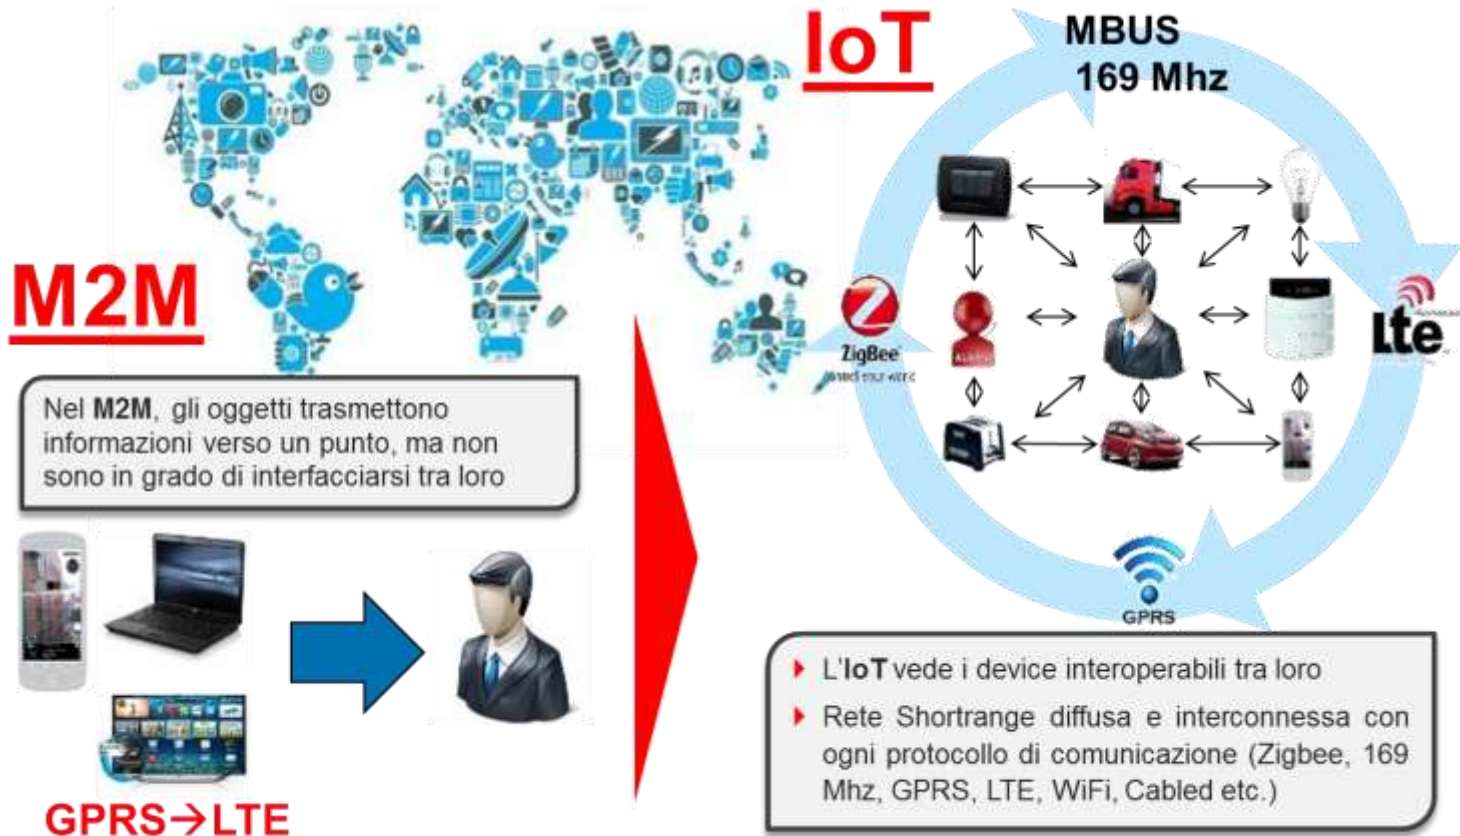 IoT
MBUS
169 Mhz
M2M
ZigBee
Lte
ALARM
Nel M2M, gli oggetti trasmettono
informazioni verso un punto, ma non
sono in grado di interfacciarsi tra loro
GPRS
GPRS→LTE
L'IoT vede i device interoperabili tra loro
Rete Shortrange diffusa e interconnessa con
ogni protocollo di comunicazione (Zigbee, 169
Mhz, GPRS, LTE, WiFi, Cabled etc.)